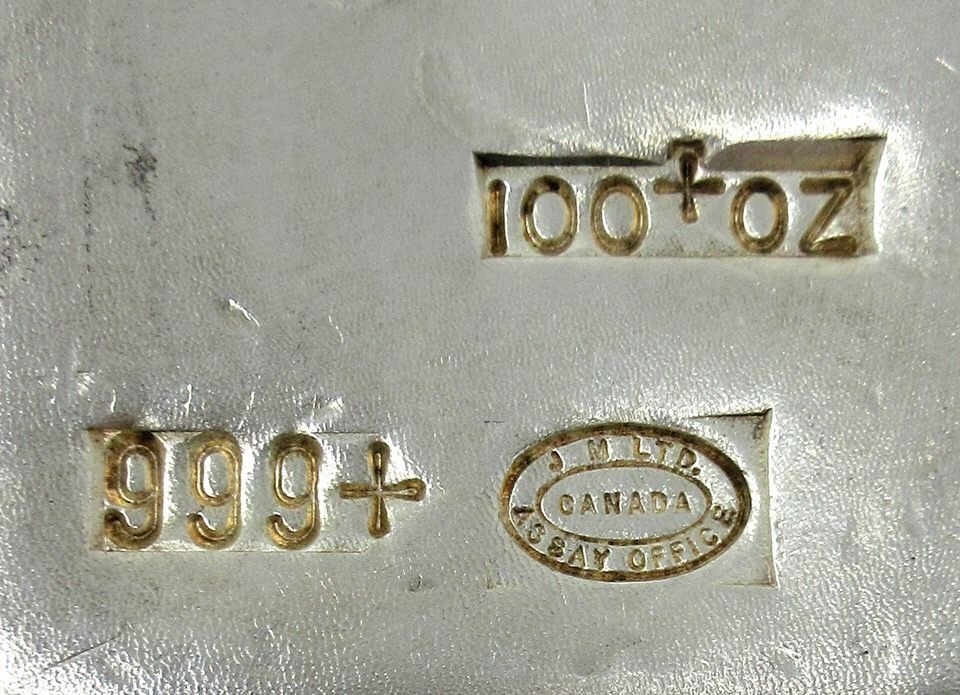 100+OZ
999+
J M LTD.
CANADA
ASSAY OFFICE